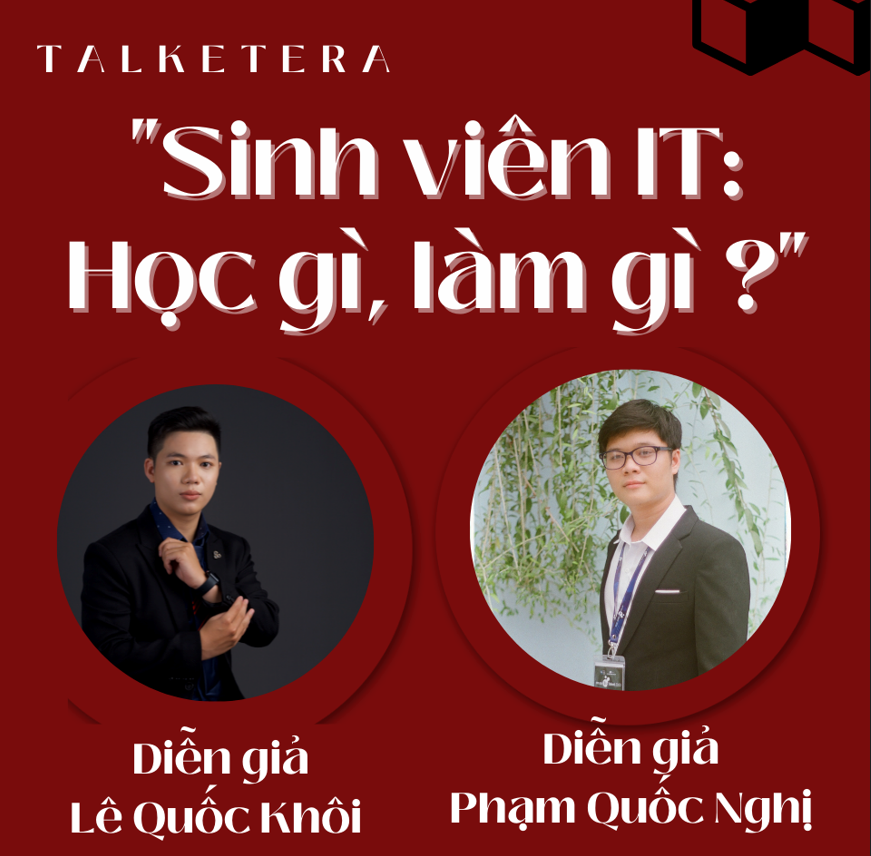 TALKETERA
"Sinh viên IT:
Học gì, làm gì ?"
Diễn giả
Lê Quốc Khôi
Diễn giả
Phạm Quốc Nghị